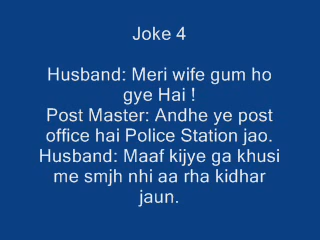 Joke 4
Husband: Meri wife gum ho
gye Hai !
Post Master: Andhe ye post
office hai Police Station jao.
Husband: Maaf kijye ga khusi
me smjh nhi aa rha kidhar
jaun.